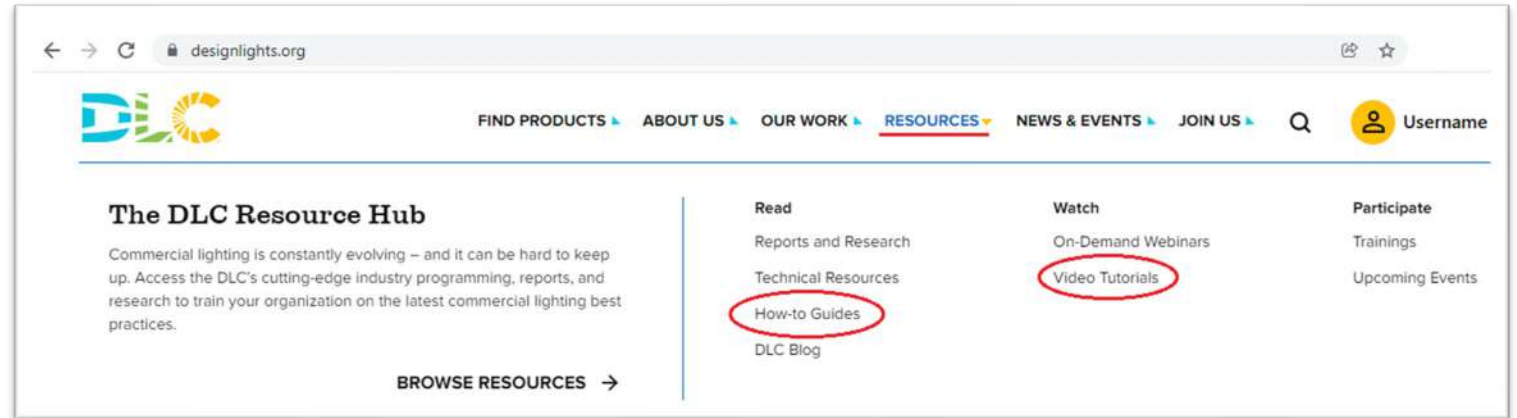 designlights.org
DLC
FIND PRODUCTS ABOUT US OUR WORK RESOURCES NEWS & EVENTS JOIN US Username
The DLC Resource Hub
Commercial lighting is constantly evolving – and it can be hard to keep
up. Access the DLC's cutting-edge industry programming, reports, and
research to train your organization on the latest commercial lighting best
practices.
BROWSE RESOURCES →
Read
Reports and Research
Technical Resources
How-to Guides
DLC Blog
Watch
On-Demand Webinars
Video Tutorials
Participate
Trainings
Upcoming Events